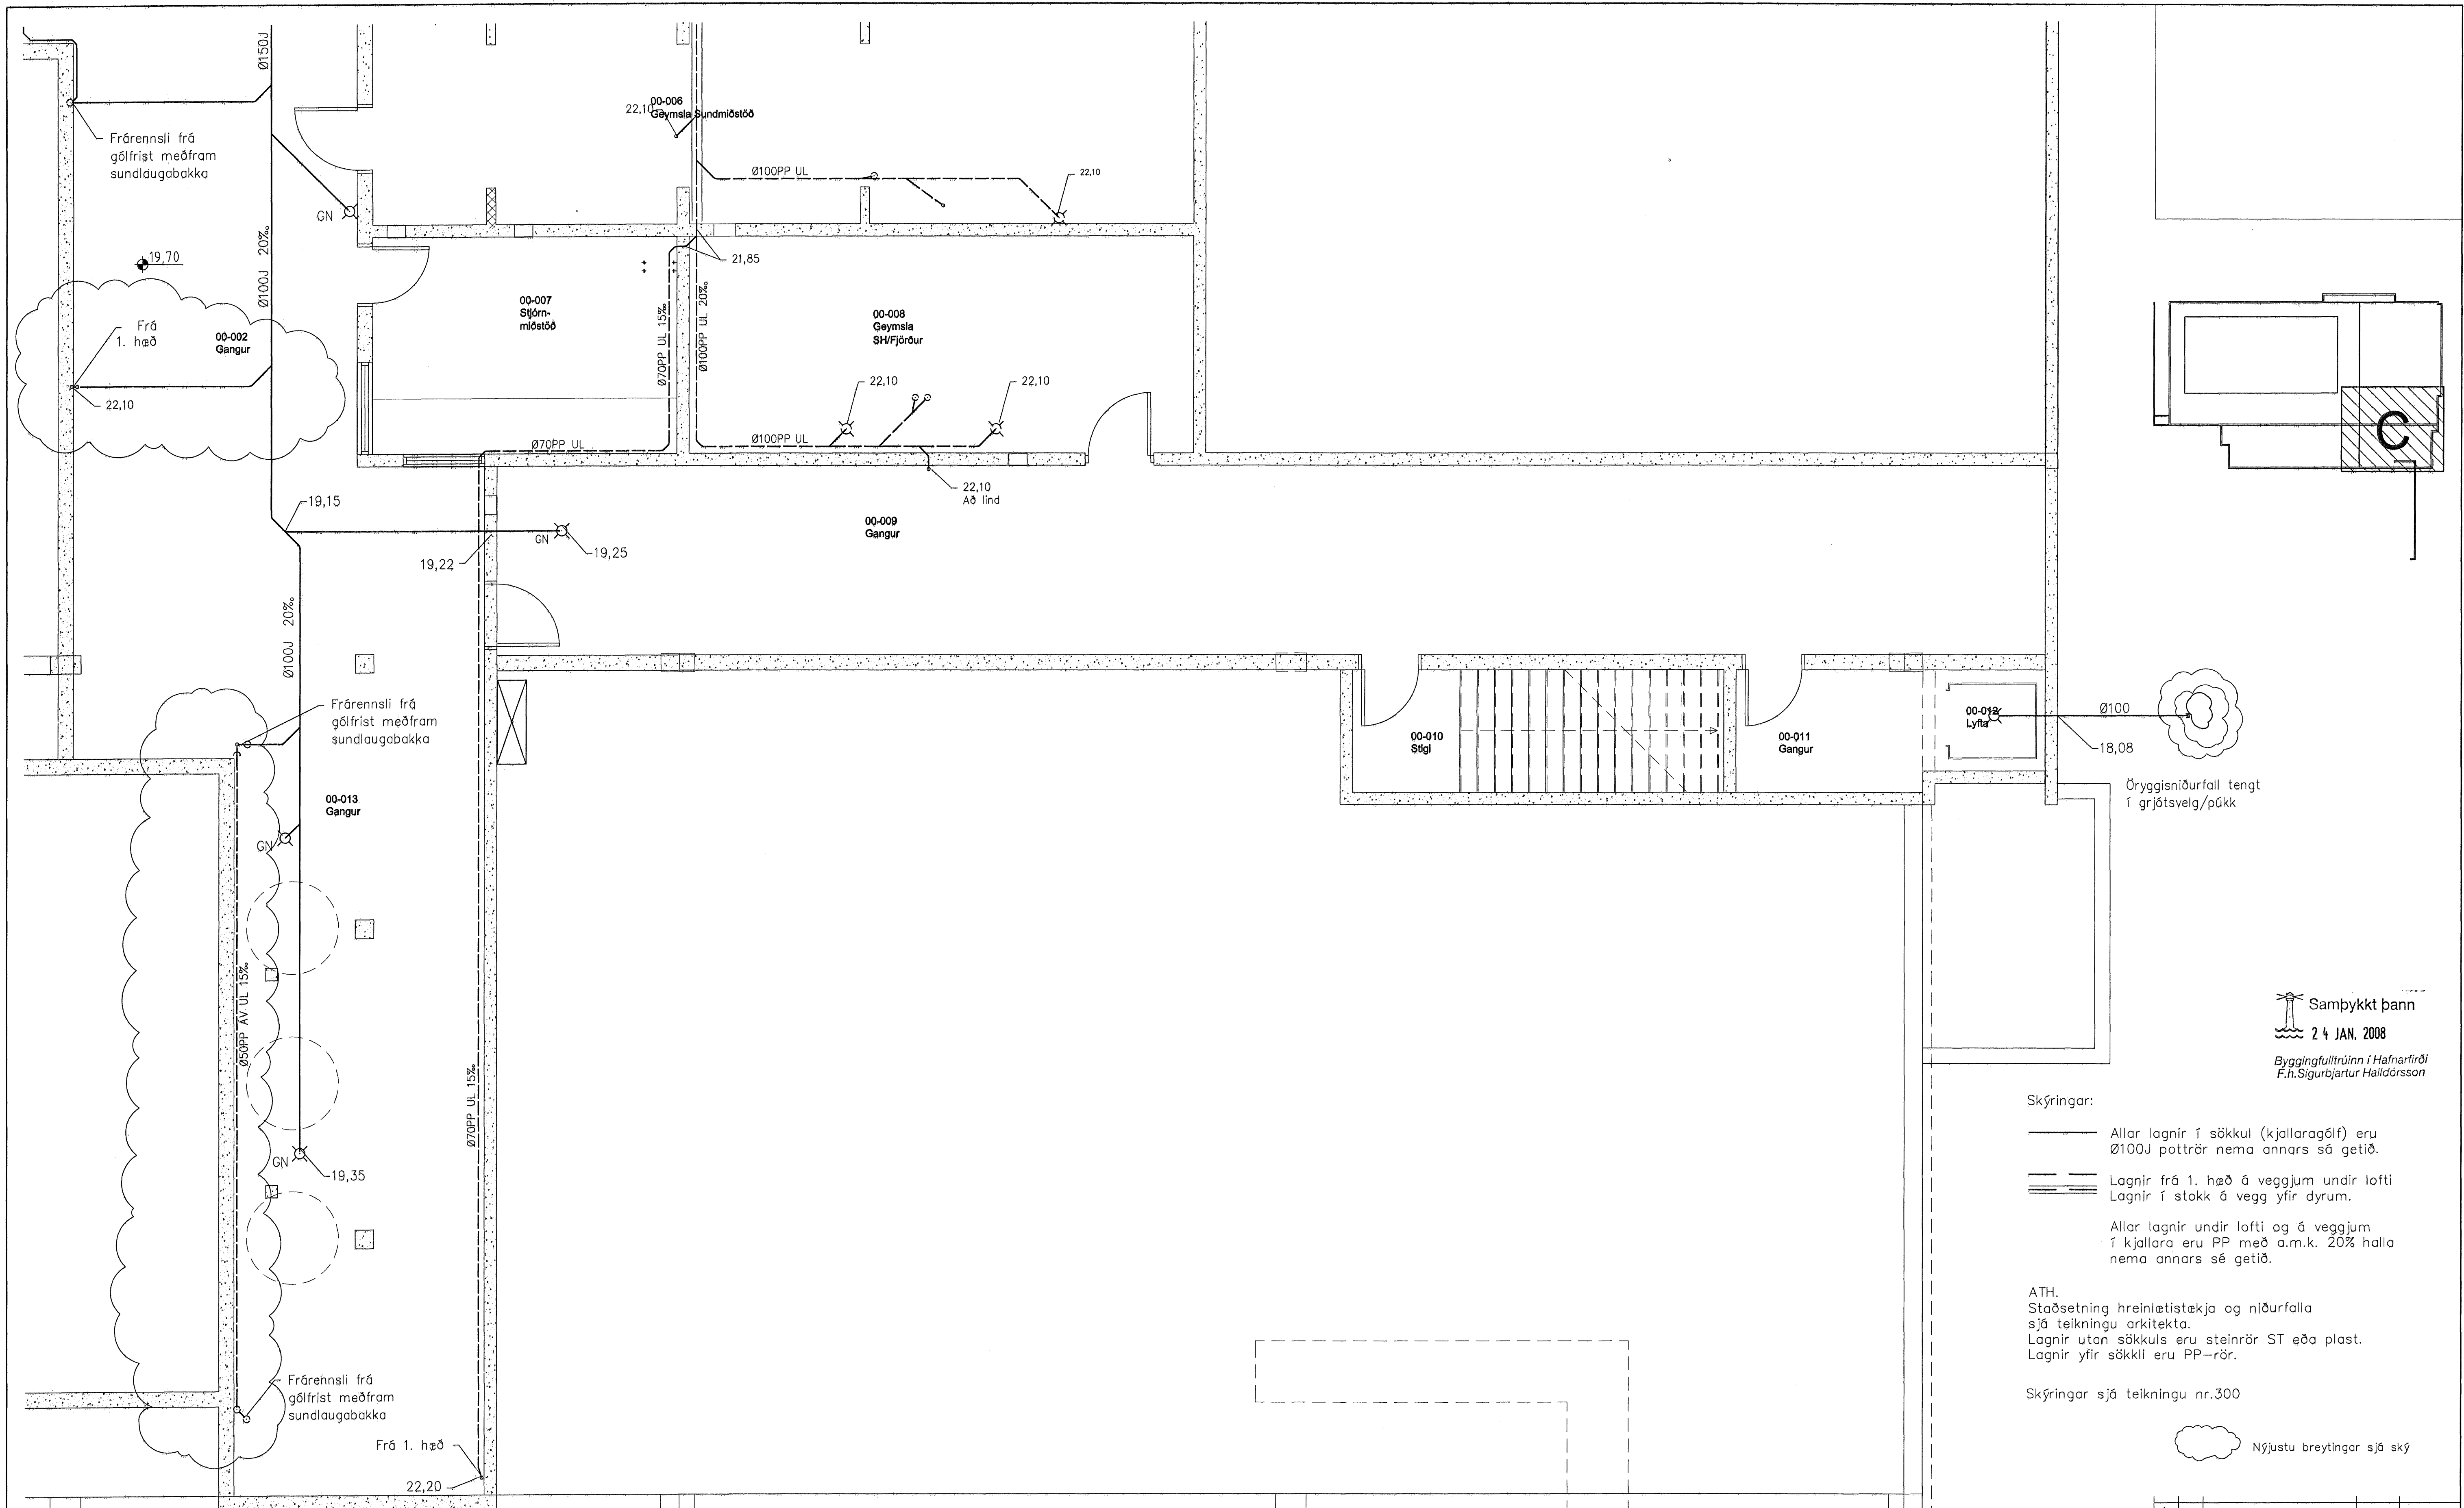 Ø150J
Frárennsli frá
gólfrist meðfram
sundlaugabakka
GN
Ø100J 20‰
19,70
Frá
1. hæð
00-002
Gangur
22,10
00-006
Geymsla Sundmiðstöð
22,10
Ø100PP UL
22,10
21,85
00-007
Stjórn-
miðstöð
Ø70PP UL 15‰
Ø100PP UL 20‰
00-008
Geymsla
SH/Fjörður
22,10
22,10
Ø70PP UL
Ø100PP UL
22,10
Að lind
19,15
GN
19,25
19,22
00-009
Gangur
Ø100J 20‰
Frárennsli frá
gólfrist meðfram
sundlaugabakka
00-013
Gangur
GN
Ø50PP ÁV UL 15‰
Ø70PP UL 15‰
GN
19,35
Frárennsli frá
gólfrist meðfram
sundlaugabakka
Frá 1. hæð
22,20
00-010
Stigi
00-011
Gangur
00-012
Lyfta
Ø100
18,08
Öryggisniðurfall tengt
í grjótsvelg/púkk
C
Samþykkt þann
24 JAN. 2008
Byggingfulltrúinn í Hafnarfirði
F.h.Sigurbjartur Halldórsson
Skýringar:
Allar lagnir í sökkul (kjallaragólf) eru
Ø100J pottrör nema annars sá getið.
Lagnir frá 1. hæð á veggjum undir lofti
Lagnir í stokk á vegg yfir dyrum.
Allar lagnir undir lofti og á veggjum
í kjallara eru PP með a.m.k. 20% halla
nema annars sé getið.
ATH.
Staðsetning hreinlætistækja og niðurfalla
sjá teikningu arkitekta.
Lagnir utan sökkuls eru steinrör ST eða plast.
Lagnir yfir sökkli eru PP-rör.
Skýringar sjá teikningu nr.300
Nýjustu breytingar sjá ský